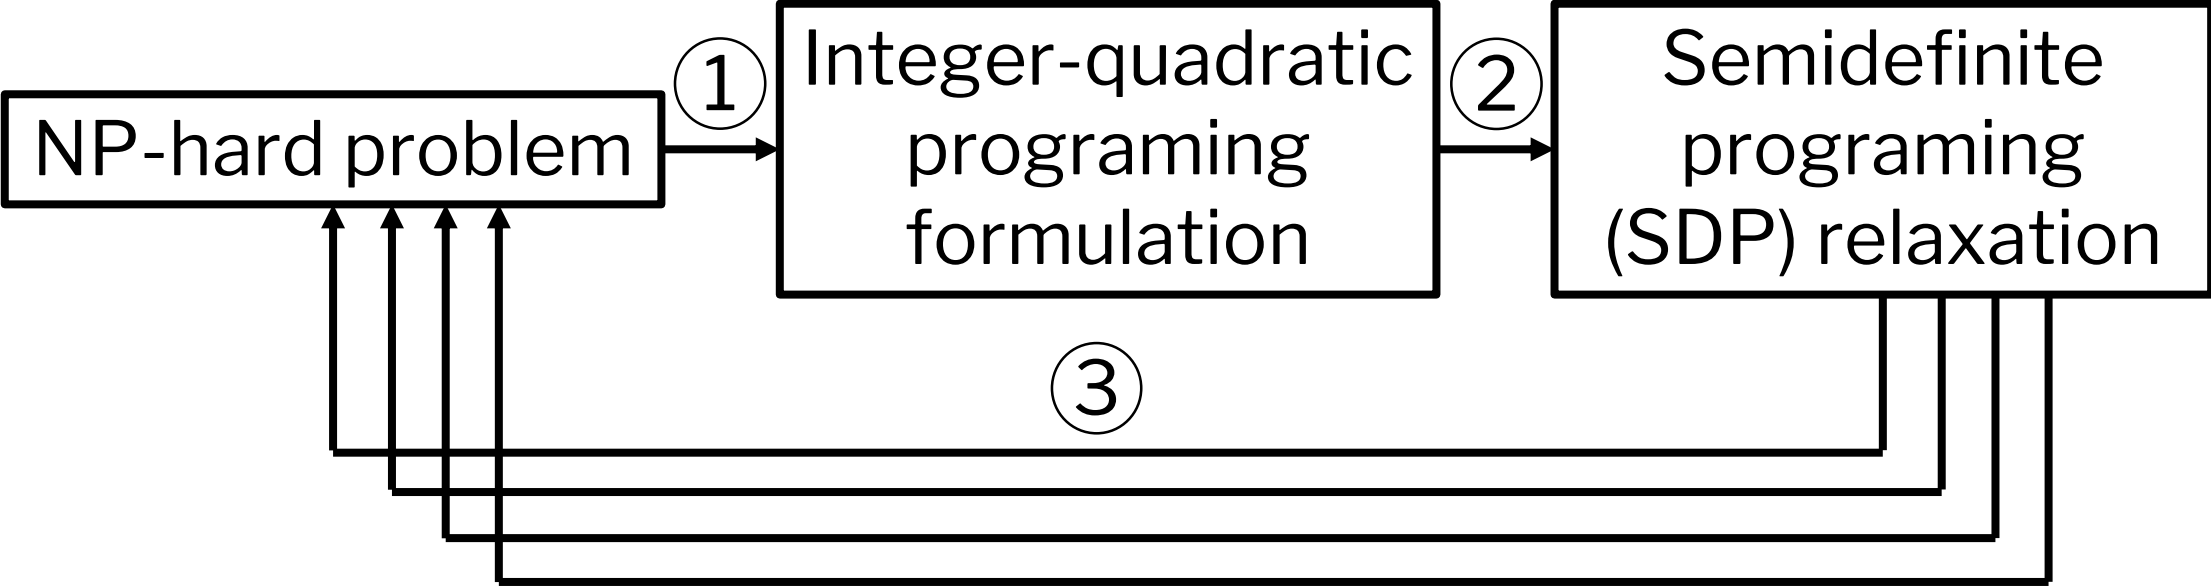 NP-hard problem
①
Integer-quadratic
programing
formulation
②
Semidefinite
programing
(SDP) relaxation
③